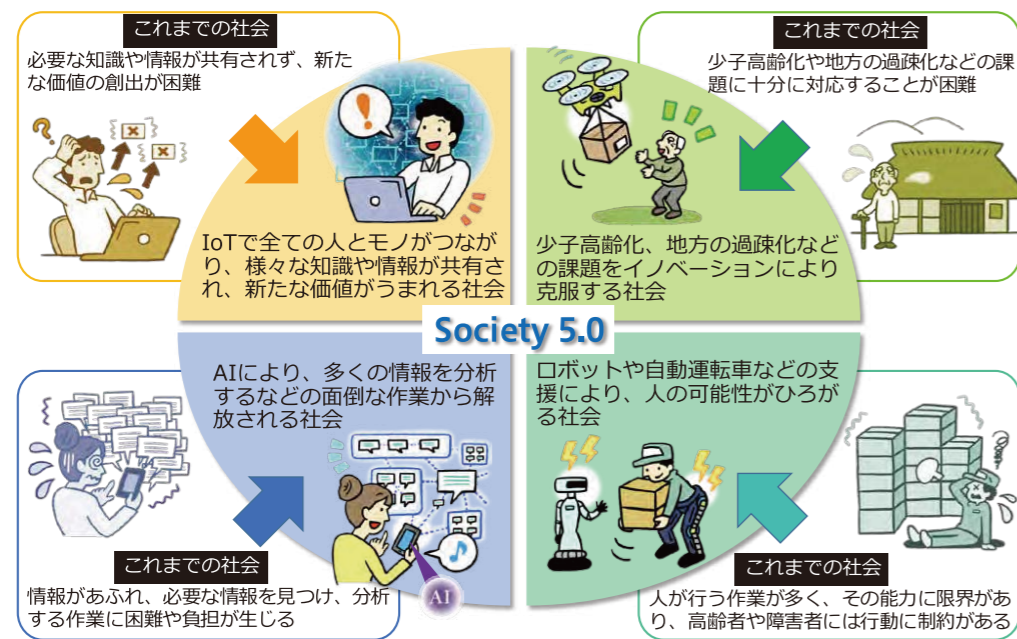 これまでの社会
必要な知識や情報が共有されず、新た
な価値の創出が困難
これまでの社会
少子高齢化や地方の過疎化などの課
題に十分に対応することが困難
IoTで全ての人とモノがつなが
り、様々な知識や情報が共有さ
れ、新たな価値がうまれる社会
少子高齢化、地方の過疎化など
の課題をイノベーションにより
克服する社会
Society 5.0
AIにより、多くの情報を分析
するなどの面倒な作業から解
放される社会
ロボットや自動運転車などの支
援により、人の可能性がひろが
る社会
AI
これまでの社会
情報があふれ、必要な情報を見つけ、分析
する作業に困難や負担が生じる
これまでの社会
人が行う作業が多く、その能力に限界があ
り、高齢者や障害者には行動に制約がある